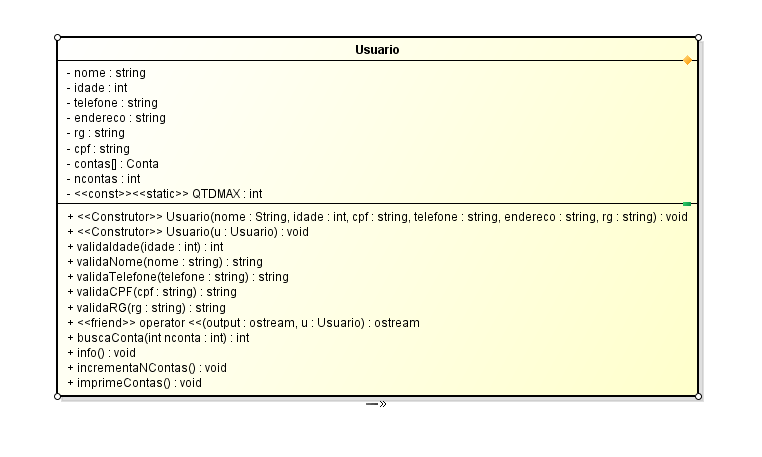 Usuario
- nome : string
- idade : int
- telefone : string
- endereco : string
- rg : string
- cpf : string
- contas[] : Conta
- ncontas : int
- <<const>><<static>> QTDMAX : int
+ <<Construtor>> Usuario(nome : String, idade : int, cpf : string, telefone : string, endereco : string, rg : string) : void
+ <<Construtor>> Usuario(u : Usuario) : void
+ validaIdade(idade : int) : int
+ validaNome(nome : string) : string
+ validaTelefone(telefone : string) : string
+ validaCPF(cpf : string) : string
+ validaRG(rg : string) : string
+ <<friend>> operator <<(output : ostream, u : Usuario) : ostream
+ buscaConta(int nconta : int) : int
+ info() : void
+ incrementaNContas() : void
+ imprimeContas() : void